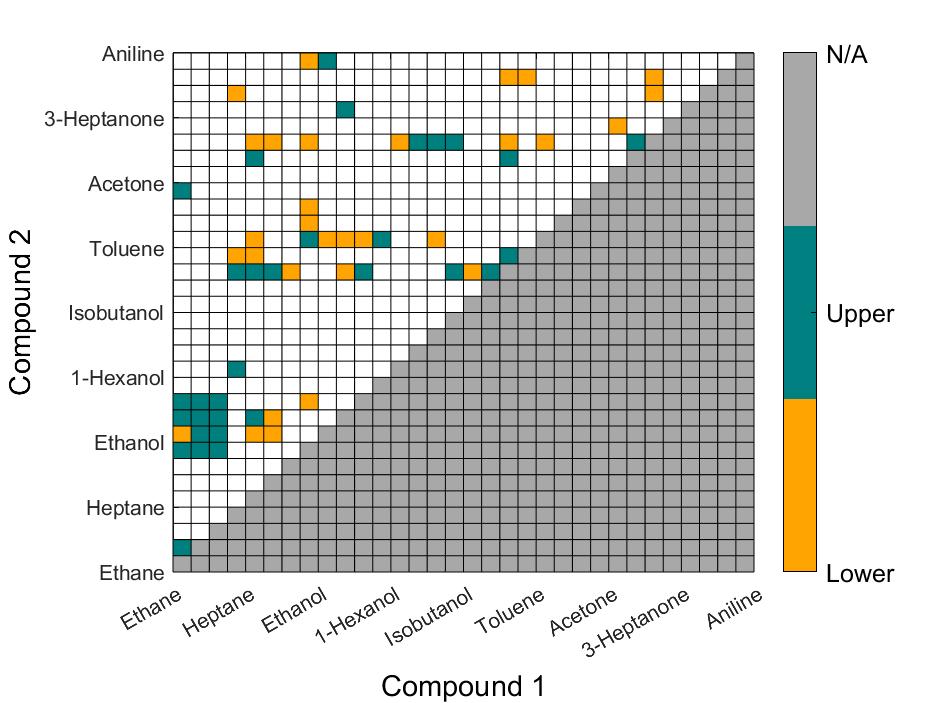 Aniline
3-Heptanone
Acetone
Toluene
Isobutanol
1-Hexanol
Ethanol
Heptane
Ethane
Compound 2
Ethane
Heptane
Ethanol
1-Hexanol
Isobutanol
Toluene
Acetone
3-Heptanone
Aniline
Compound 1
N/A
Upper
Lower